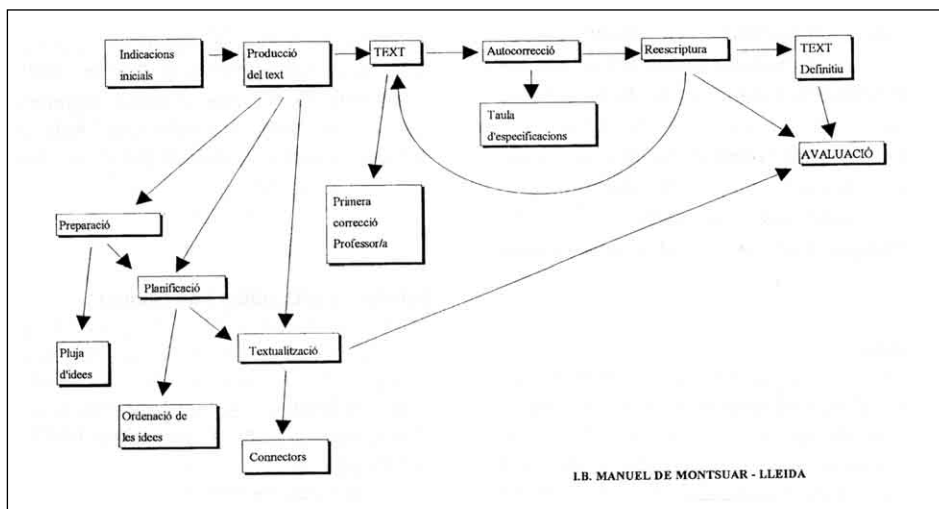 Indicacions
inicials
Producció
del text
TEXT
Autocorrecció
Reescriptura
TEXT
Definitiu
Taula
d'especificacions
AVALUACIÓ
Primera
correcció
Professor/a
Preparació
Planificació
Textualització
Pluja
d'idees
Ordenació de
les idees
Connectors
I.B. MANUEL DE MONTSUAR - LLEIDA